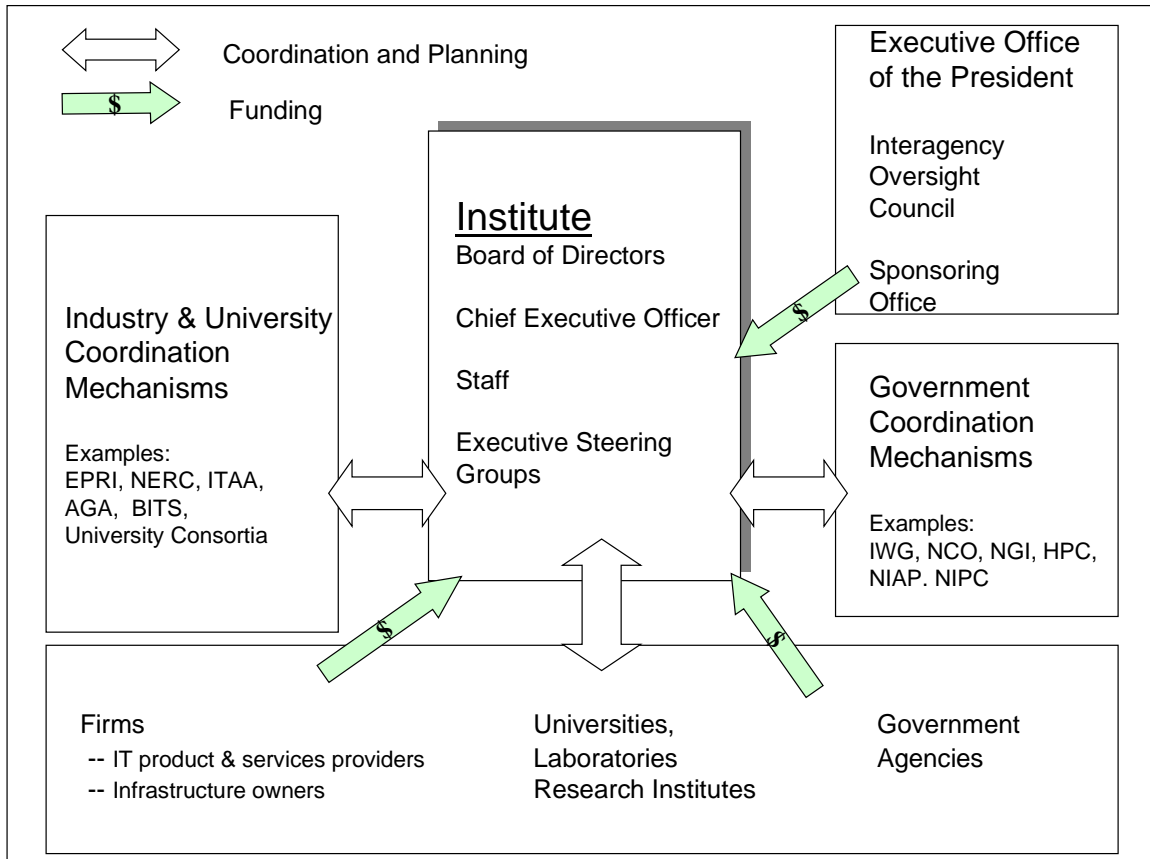 Coordination and Planning
$
Funding
Executive Office
of the President
Interagency
Oversight
Council
Sponsoring
Office
$
Institute
Board of Directors
Chief Executive Officer
Staff
Executive Steering
Groups
Industry & University
Coordination
Mechanisms
Examples:
EPRI, NERC, ITAA,
AGA, BITS,
University Consortia
Government
Coordination
Mechanisms
Examples:
IWG, NCO, NGI, HPC,
NIAP. NIPC
$
$
Firms
-- IT product & services providers
-- Infrastructure owners
Universities,
Laboratories
Research Institutes
Government
Agencies